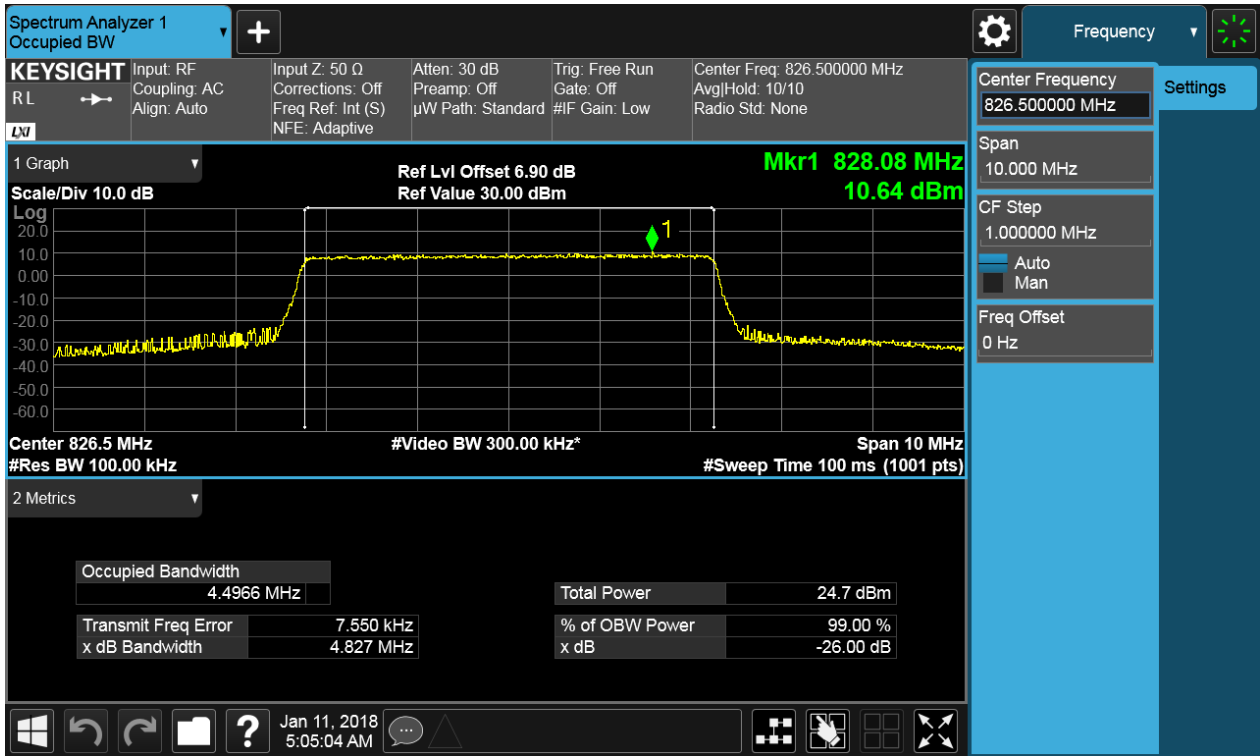 Spectrum Analyzer 1
Occupied BW
Frequency
KEYSIGHT
R L
LXI
Input: RF
Coupling: AC
Align: Auto
Input Z: 50 Ω
Corrections: Off
Freq Ref: Int (S)
NFE: Adaptive
Atten: 30 dB
Preamp: Off
µW Path: Standard
Trig: Free Run
Gate: Off
#IF Gain: Low
Center Freq: 826.500000 MHz
Avg|Hold: 10/10
Radio Std: None
Center Frequency
826.500000 MHz
Settings
Span
10.000 MHz
CF Step
1.000000 MHz
Auto
Man
Freq Offset
0 Hz
1 Graph
Scale/Div 10.0 dB
Ref Lvl Offset 6.90 dB
Ref Value 30.00 dBm
Mkr1 828.08 MHz
10.64 dBm
Log
20.0
10.0
0.00
-10.0
-20.0
-30.0
-40.0
-50.0
-60.0
1
Center 826.5 MHz
#Res BW 100.00 kHz
#Video BW 300.00 kHz*
Span 10 MHz
#Sweep Time 100 ms (1001 pts)
2 Metrics
Occupied Bandwidth
4.4966 MHz
Total Power 24.7 dBm
Transmit Freq Error 7.550 kHz
% of OBW Power 99.00 %
x dB Bandwidth 4.827 MHz
x dB -26.00 dB
?
Jan 11, 2018
5:05:04 AM